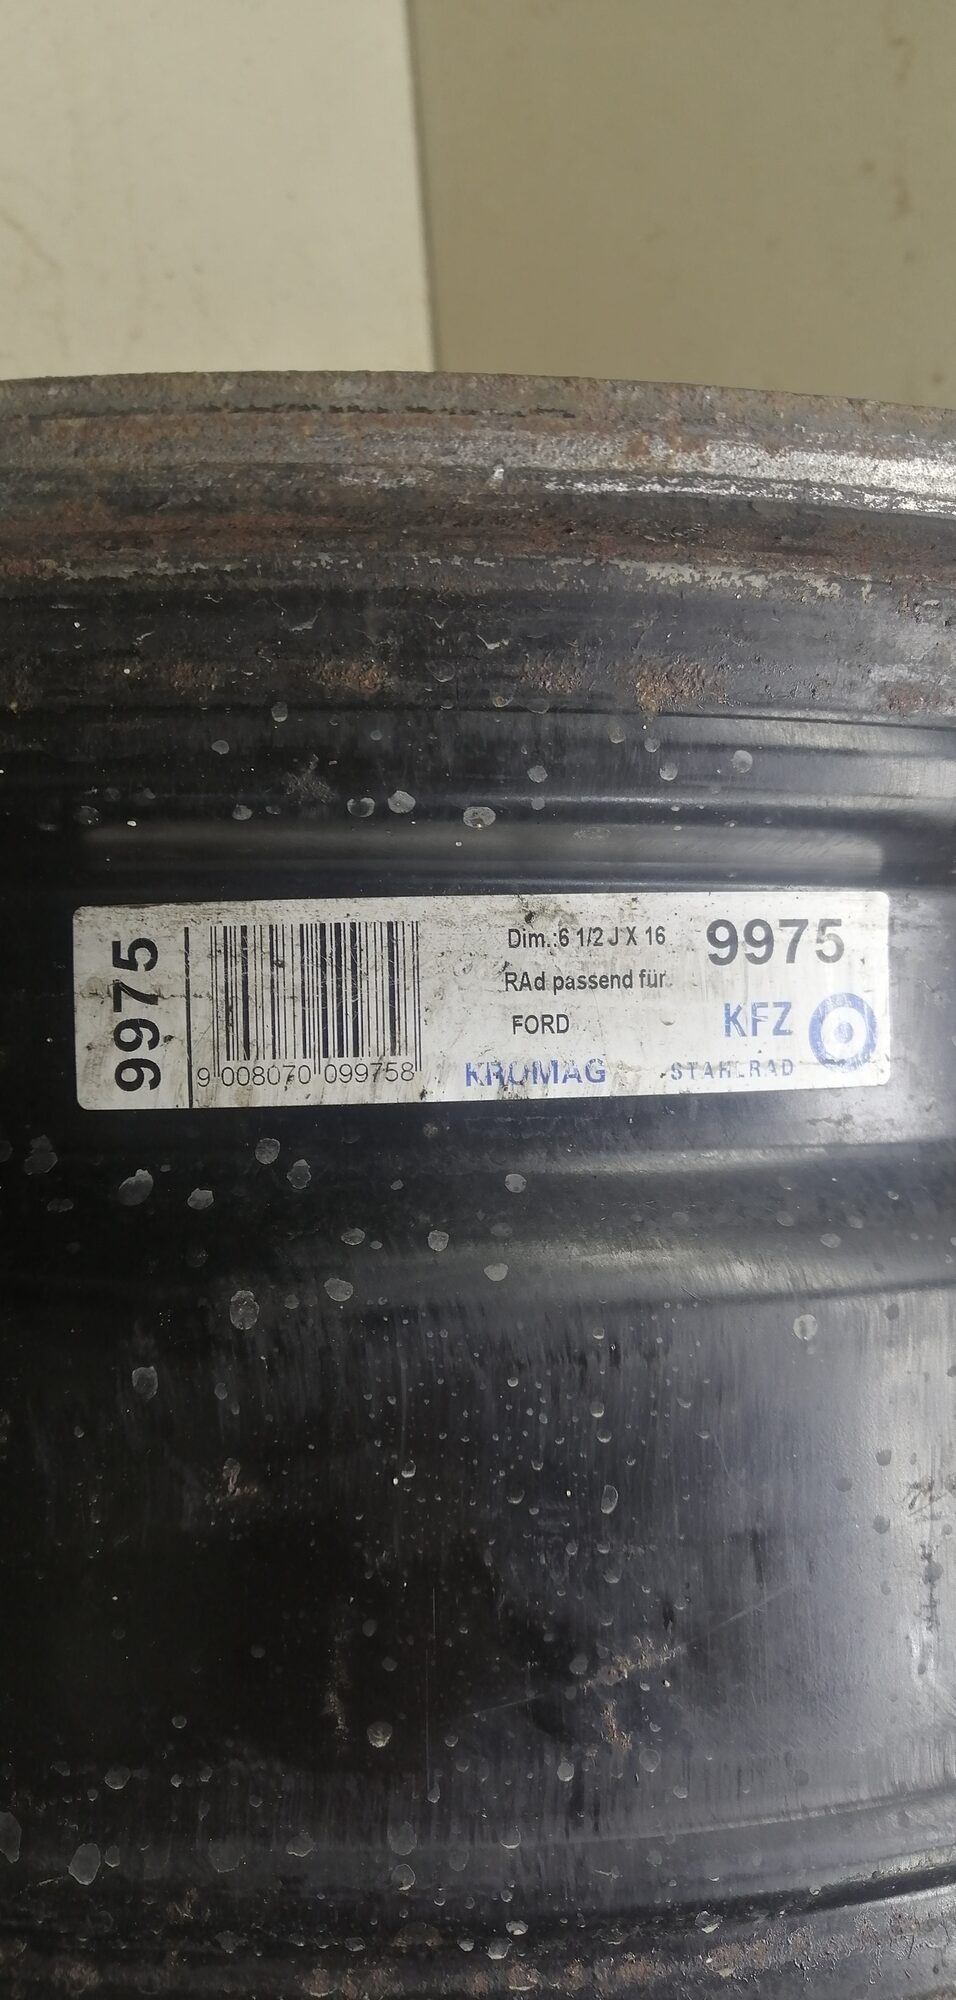 9975
9 008070 099758
Dim.:6 1/2 J X 16
RAd passend für
FORD
KROMAG
9975
KFZ
STAHLRAD